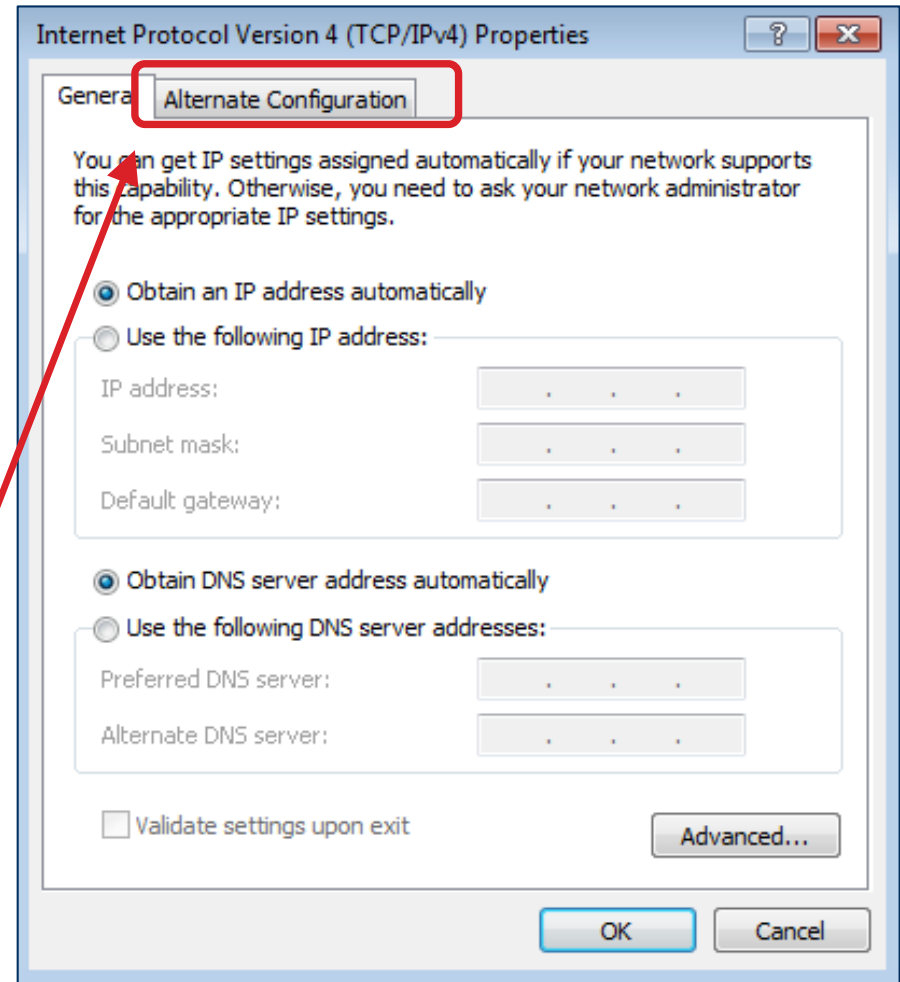 Internet Protocol Version 4 (TCP/IPv4) Properties
General
Alternate Configuration
You can get IP settings assigned automatically if your network supports
this capability. Otherwise, you need to ask your network administrator
for the appropriate IP settings.
Obtain an IP address automatically
Use the following IP address:
IP address:
Subnet mask:
Default gateway:
Obtain DNS server address automatically
Use the following DNS server addresses:
Preferred DNS server:
Alternate DNS server:
Validate settings upon exit
Advanced...
OK
Cancel